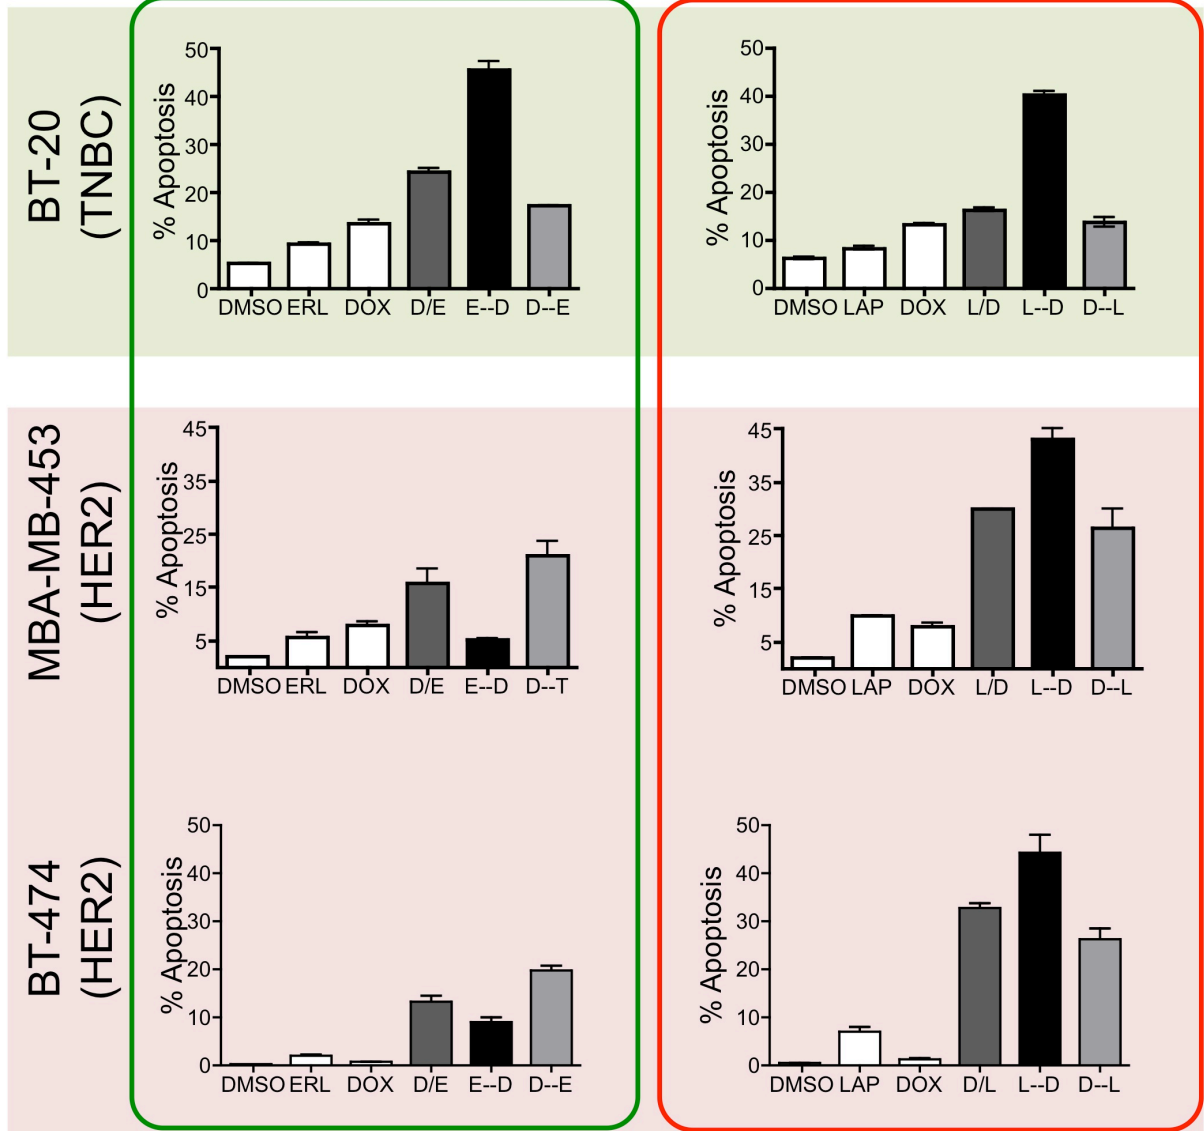 BT-20
(TNBC)
% Apoptosis
50
40
30
20
10
0
DMSO ERL DOX D/E E--D D--E
% Apoptosis
50
40
30
20
10
0
DMSO LAP DOX L/D L--D D--L
MBA-MB-453
(HER2)
% Apoptosis
45
35
25
15
5
DMSO ERL DOX D/E E--D D--T
% Apoptosis
45
35
25
15
5
DMSO LAP DOX L/D L--D D--L
BT-474
(HER2)
% Apoptosis
50
40
30
20
10
0
DMSO ERL DOX D/E E--D D--E
% Apoptosis
50
40
30
20
10
0
DMSO LAP DOX D/L L--D D--L